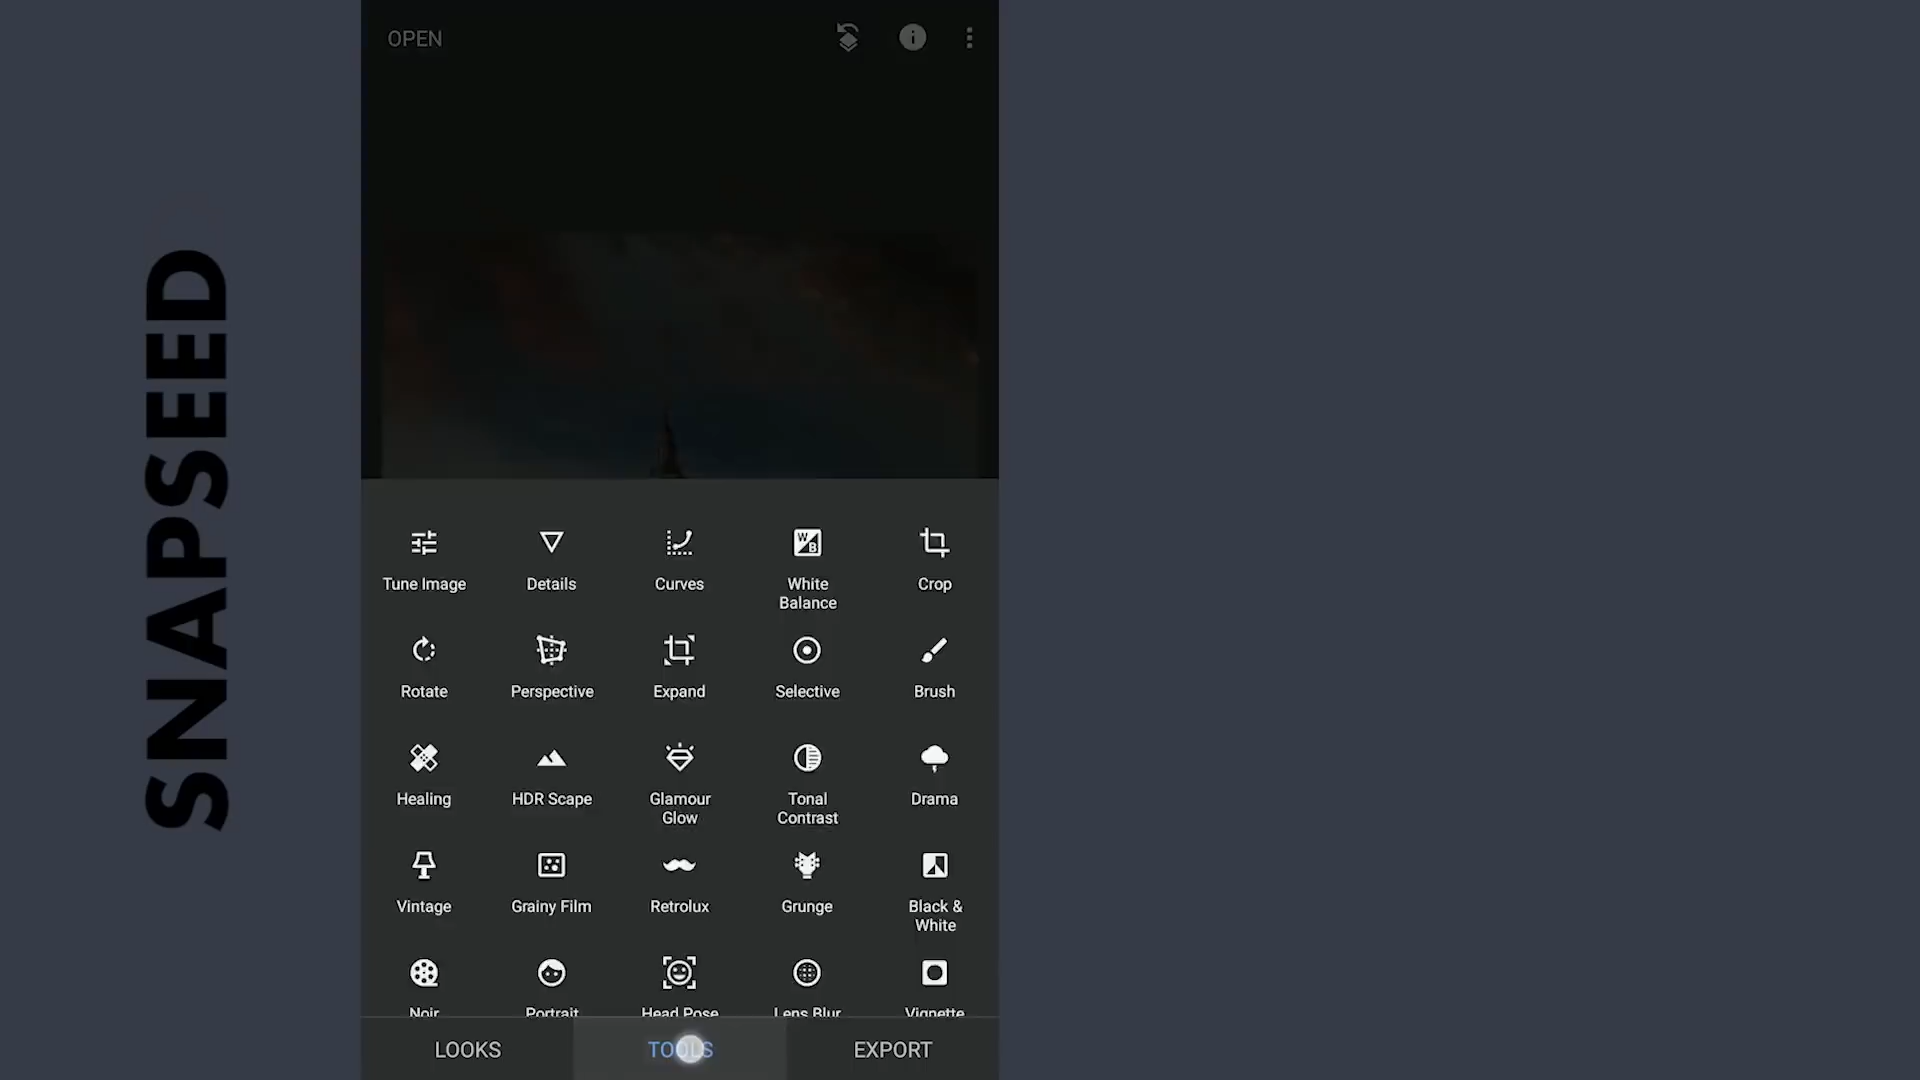 SNAPSEED
OPEN
Tune Image
Details
Curves
White
Balance
Crop
Rotate
Perspective
Expand
Selective
Brush
Healing
HDR Scape
Glamour
Glow
Tonal
Contrast
Drama
Vintage
Grainy Film
Retrolux
Grunge
Black &
White
Noir
Portrait
Head Pose
Lens Blur
Vignette
LOOKS
TOOLS
EXPORT